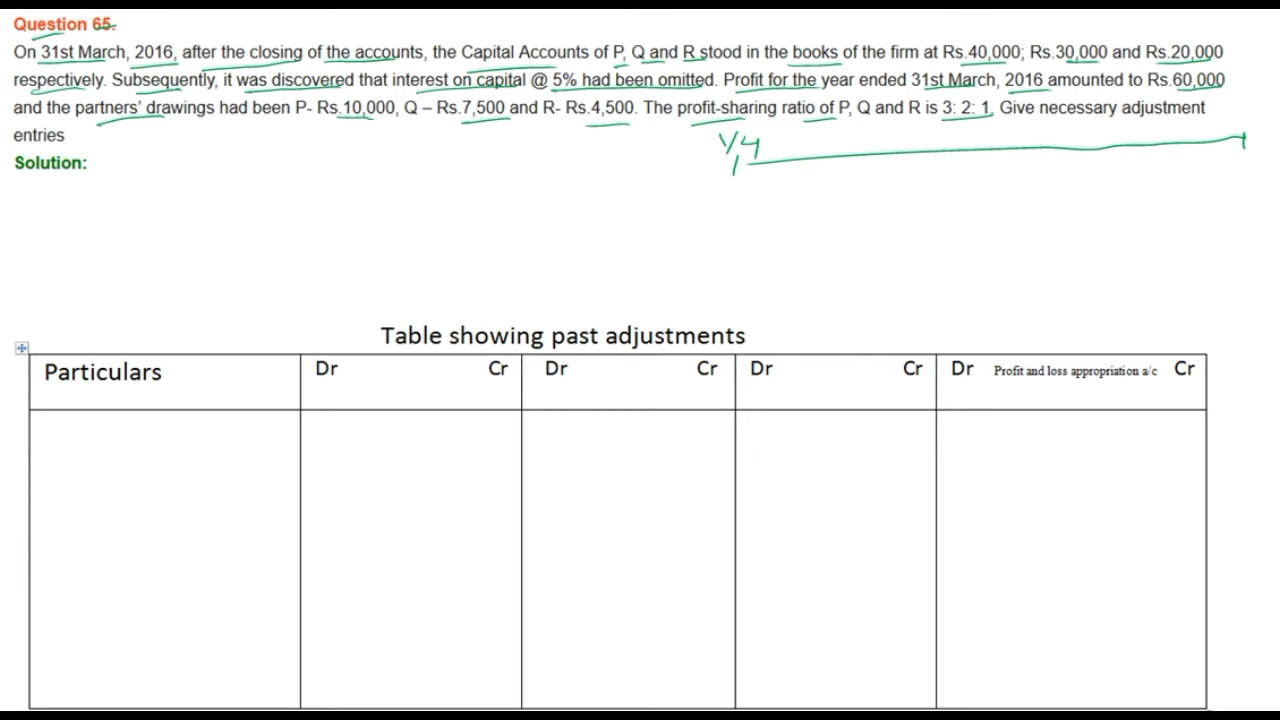 Question 65.
On 31st March, 2016, after the closing of the accounts, the Capital Accounts of P, Q and R stood in the books of the firm at Rs.40,000; Rs.30,000 and Rs.20,000
respectively. Subsequently, it was discovered that interest on capital @ 5% had been omitted. Profit for the year ended 31st March, 2016 amounted to Rs.60,000
and the partners' drawings had been P- Rs.10,000, Q – Rs.7,500 and R- Rs.4,500. The profit-sharing ratio of P, Q and R is 3: 2: 1. Give necessary adjustment
entries
1/4
Solution:
Table showing past adjustments
Particulars Dr Cr Dr Cr Dr Cr Dr Profit and loss appropriation a/c Cr